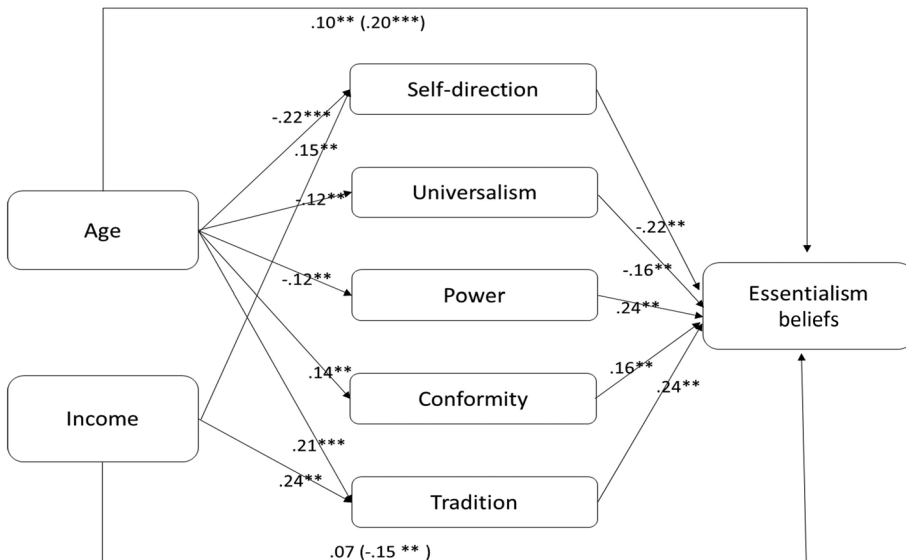 .10** (.20***)
Self-direction
-.22***
.15**
Universalism
-.12**
Age
-.22**
-.16**
-.12**
Power
.24**
Essentialism
beliefs
.14**
Conformity
.16**
.24**
Income
.21***
.24**
Tradition
.07 (-.15 ** )